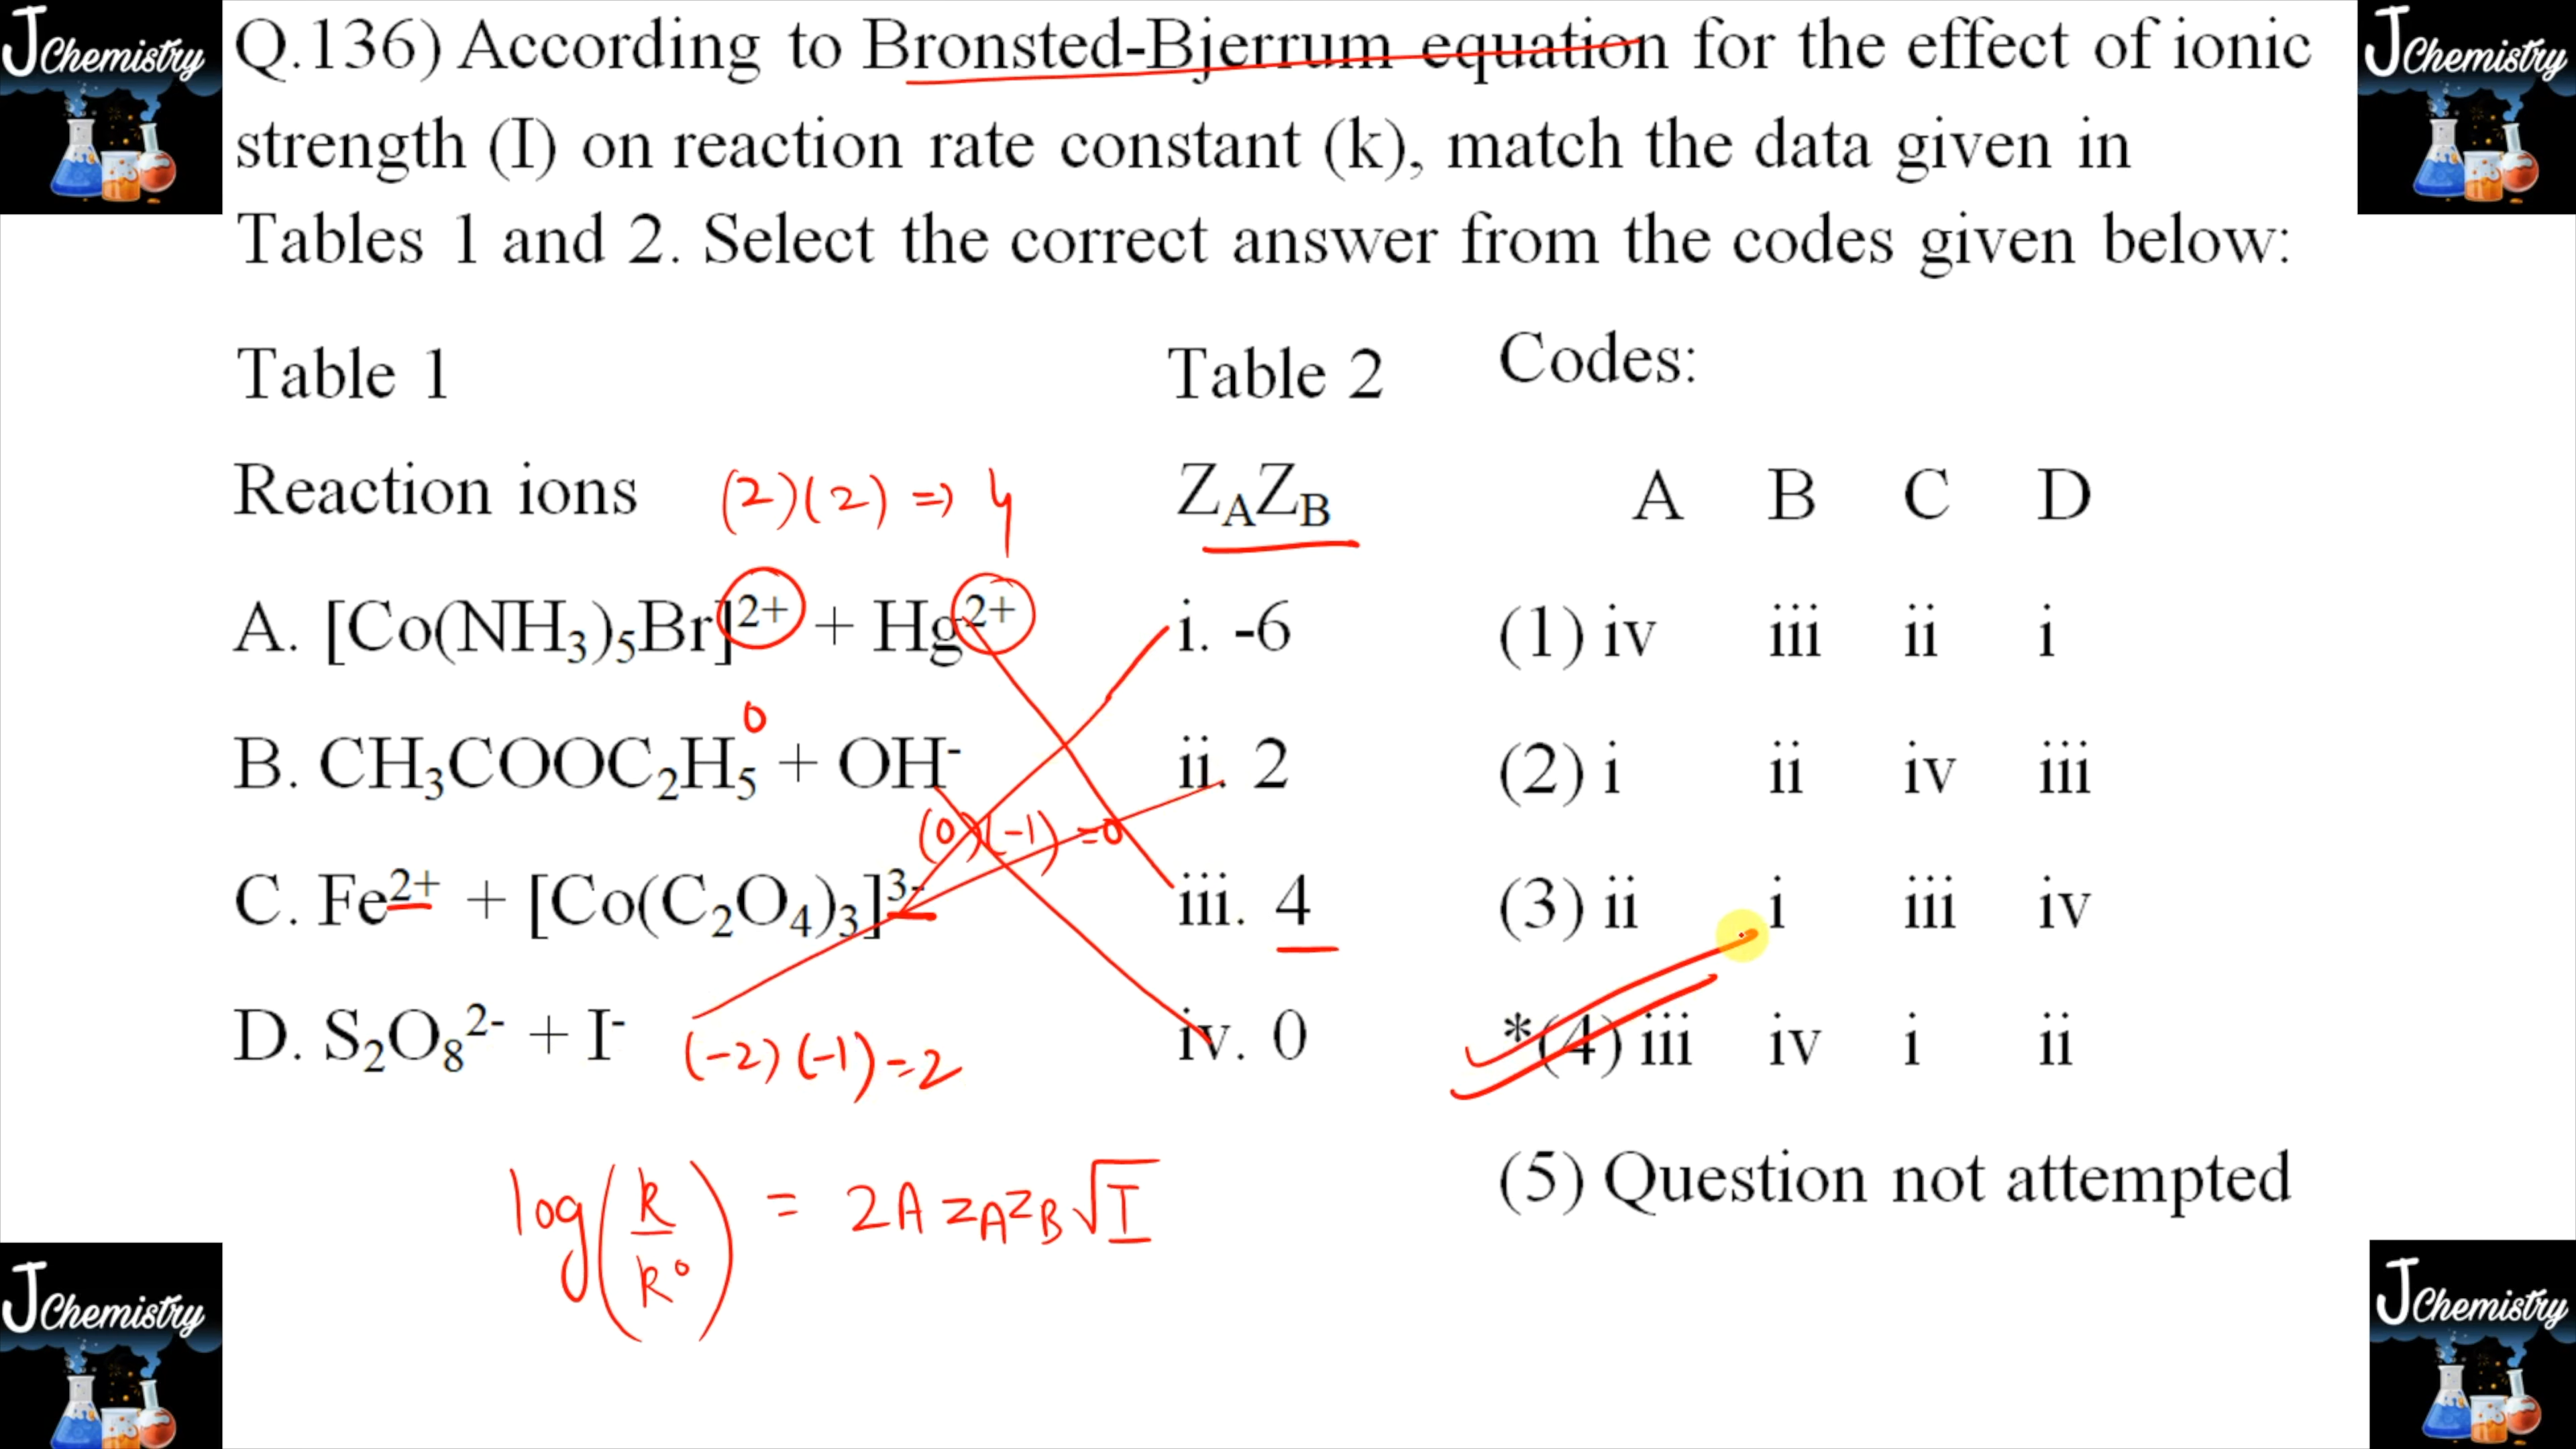 JChemistry
JChemistry
Q.136) According to Bronsted-Bjerrum equation for the effect of ionic
strength (I) on reaction rate constant (k), match the data given in
Tables 1 and 2. Select the correct answer from the codes given below:
Table 1 Table 2 Codes:
Reaction ions (2)(2) => 4 Z_AZ_B A B C D
A. [Co(NH₃)₅Br]²⁺ + Hg²⁺ i. -6 (1) iv iii ii i
0
B. CH₃COOC₂H₅ + OH⁻ ii. 2 (2) i ii iv iii
(0)(-1) =0
C. Fe²⁺ + [Co(C₂O₄)₃]³⁻ iii. 4 (3) ii i iii iv
D. S₂O₈²⁻ + I⁻ iv. 0 *(4) iii iv i ii
(-2)(-1)=2
(5) Question not attempted
log(k/k⁰) = 2A z_Az_B√I
JChemistry
JChemistry